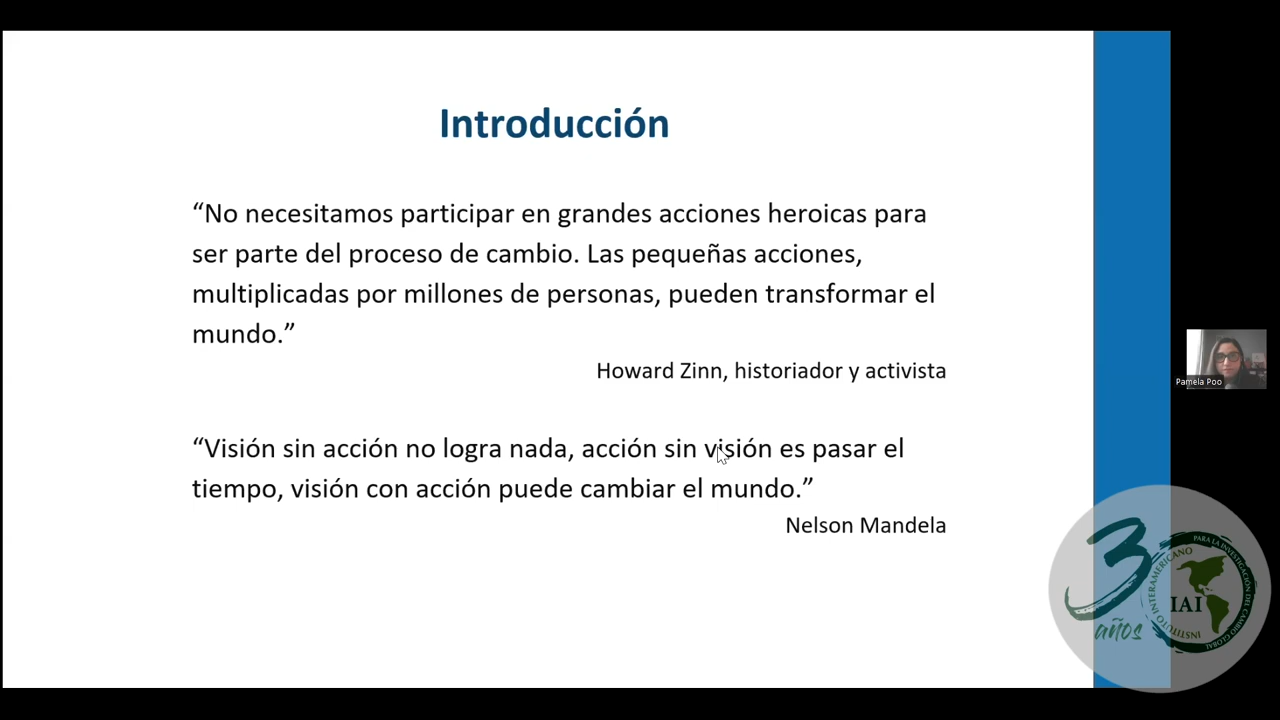 Introducción
“No necesitamos participar en grandes acciones heroicas para
ser parte del proceso de cambio. Las pequeñas acciones,
multiplicadas por millones de personas, pueden transformar el
mundo.”
Howard Zinn, historiador y activista
“Visión sin acción no logra nada, acción sin visión es pasar el
tiempo, visión con acción puede cambiar el mundo.”
Nelson Mandela
Pamela Poo
30
años
IAI
INSTITUTO INTERAMERICANO
PARA LA INVESTIGACIÓN DEL CAMBIO GLOBAL